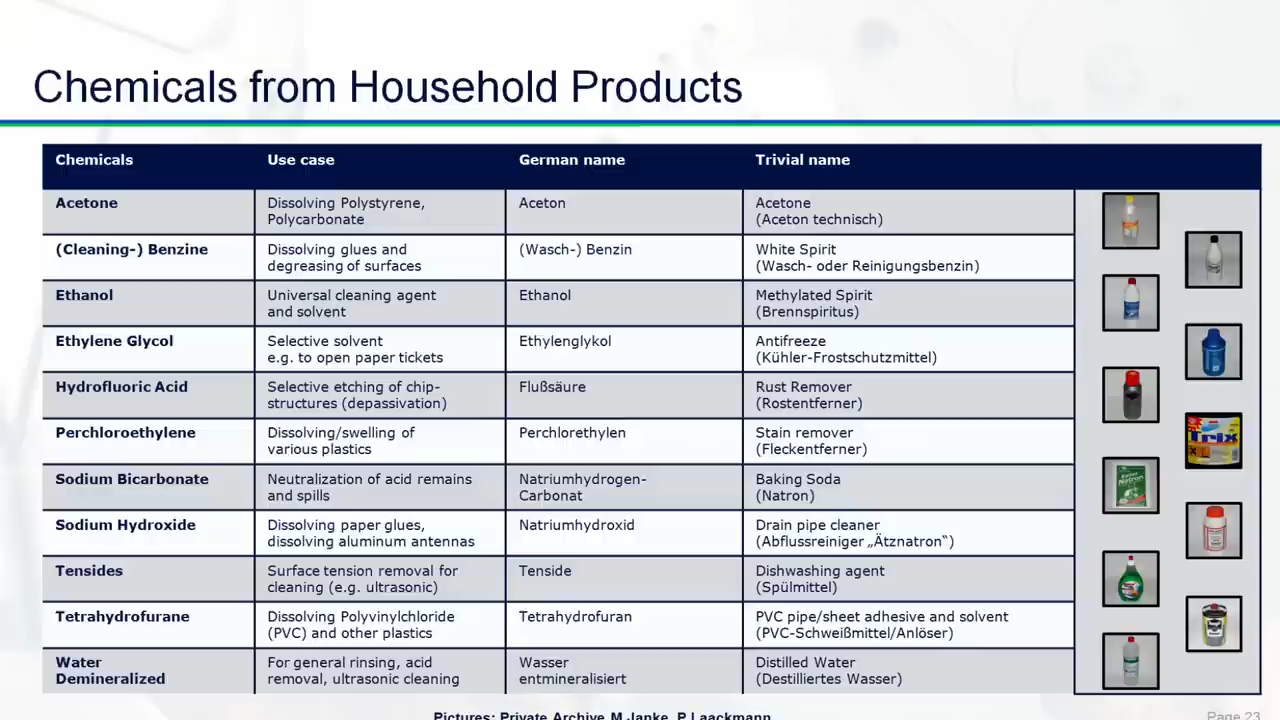 Chemicals from Household Products
Chemicals Use case German name Trivial name
Acetone Dissolving Polystyrene, Aceton Acetone
Polycarbonate (Aceton technisch)
(Cleaning-) Benzine Dissolving glues and (Wasch-) Benzin White Spirit
degreasing of surfaces (Wasch- oder Reinigungsbenzin)
Ethanol Universal cleaning agent Ethanol Methylated Spirit
and solvent (Brennspiritus)
Ethylene Glycol Selective solvent Ethylenglykol Antifreeze
e.g. to open paper tickets (Kühler-Frostschutzmittel)
Hydrofluoric Acid Selective etching of chip- Flußsäure Rust Remover
structures (depassivation) (Rostentferner)
Perchloroethylene Dissolving/swelling of Perchlorethylen Stain remover
various plastics (Fleckentferner)
Sodium Bicarbonate Neutralization of acid remains Natriumhydrogen- Baking Soda
and spills Carbonat (Natron)
Sodium Hydroxide Dissolving paper glues, Natriumhydroxid Drain pipe cleaner
dissolving aluminum antennas (Abflussreiniger „Ätznatron“)
Tensides Surface tension removal for Tenside Dishwashing agent
cleaning (e.g. ultrasonic) (Spülmittel)
Tetrahydrofurane Dissolving Polyvinylchloride Tetrahydrofuran PVC pipe/sheet adhesive and solvent
(PVC) and other plastics (PVC-Schweißmittel/Anlöser)
Water For general rinsing, acid Wasser Distilled Water
Demineralized removal, ultrasonic cleaning entmineralisiert (Destilliertes Wasser)
Trix
Natron
Pictures: Private Archive M.Janke, P.Laackmann
Page 23